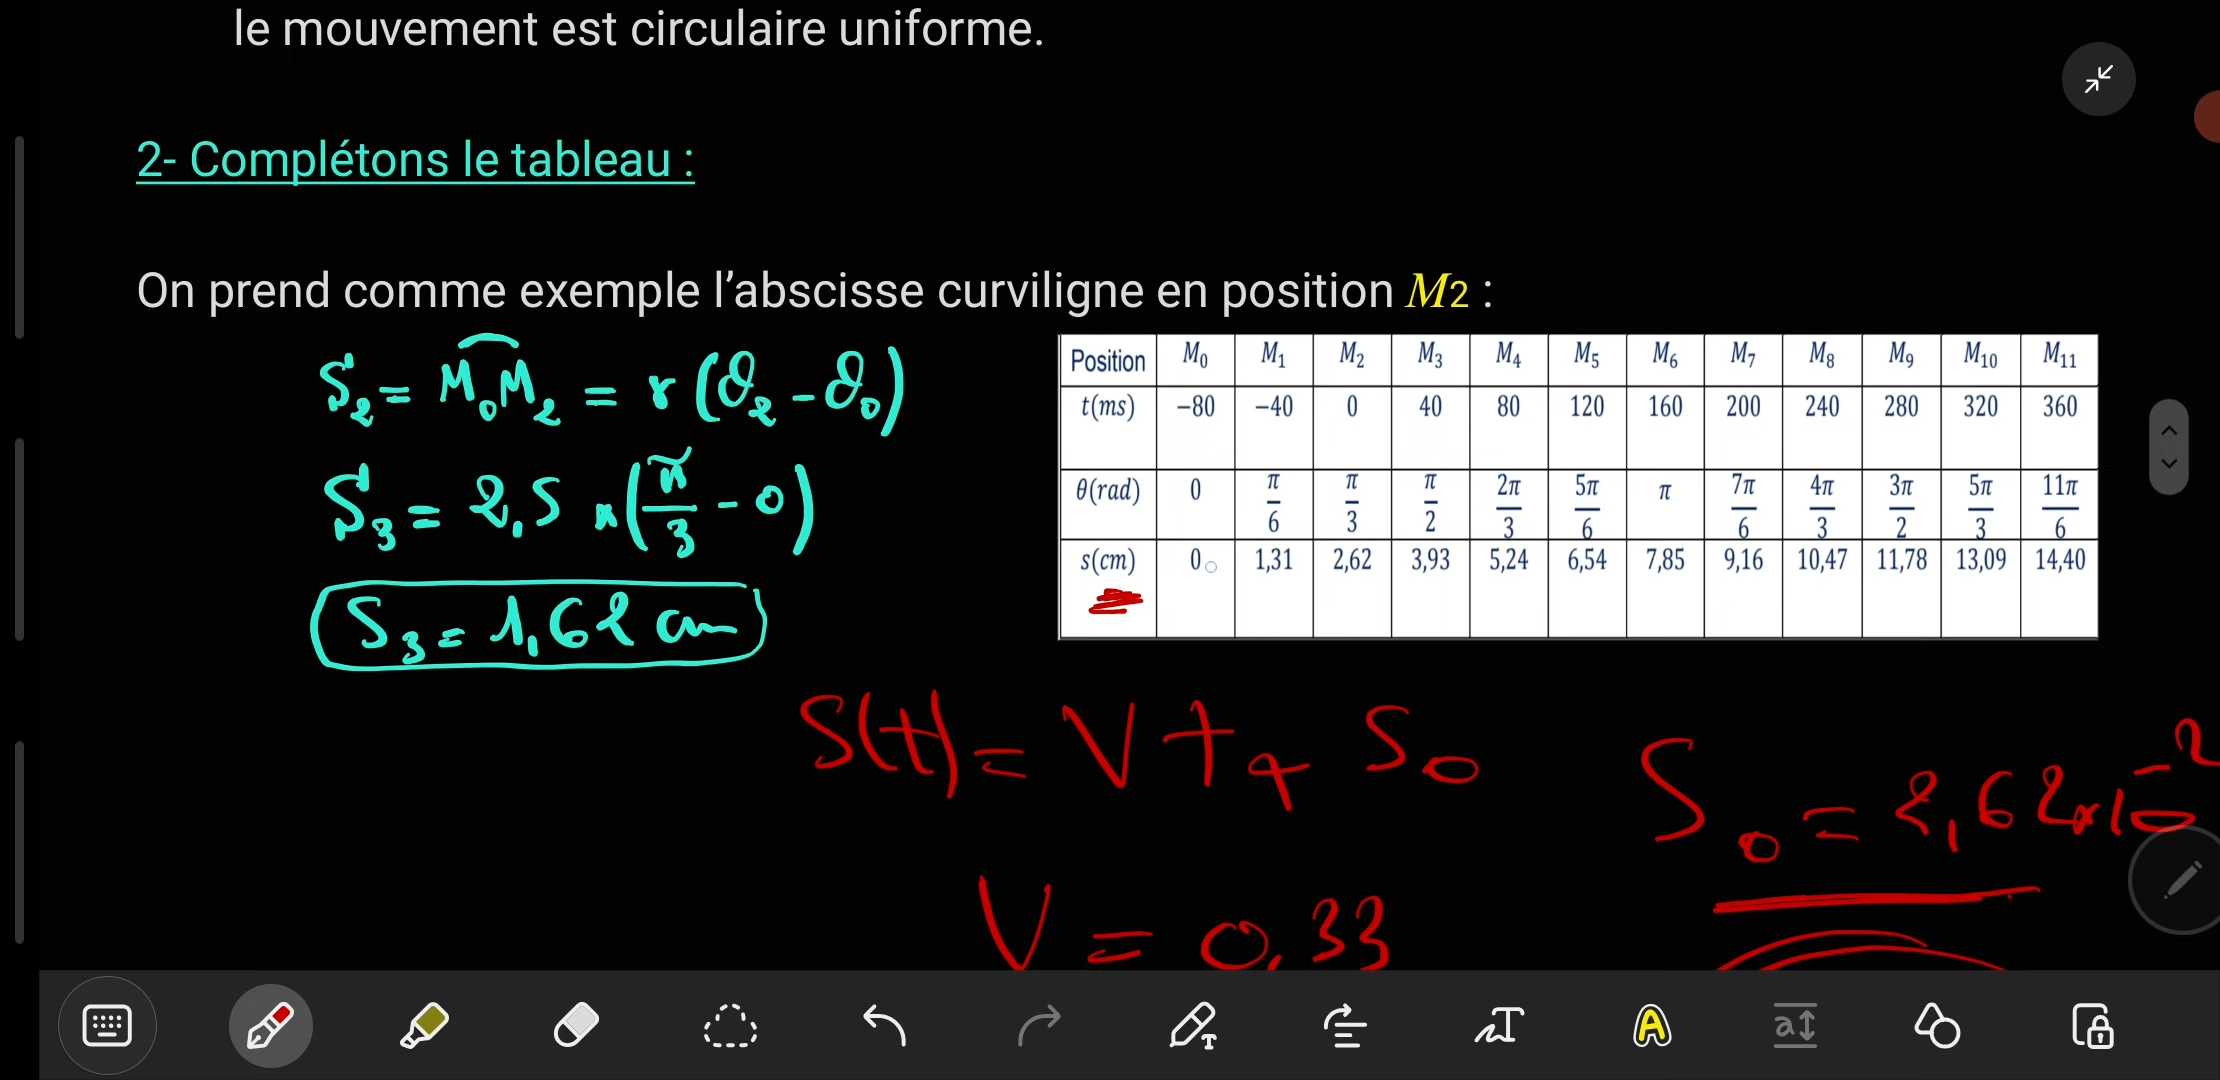 le mouvement est circulaire uniforme.
2- Complétons le tableau :
On prend comme exemple l'abscisse curviligne en position M2 :
S₂ = M₀M₂ = r (θ₂ - θ₀)
S₃ = 2,5 × (π/3 - 0)
S₃ = 1,62 cm
Position M₀ M₁ M₂ M₃ M₄ M₅ M₆ M₇ M₈ M₉ M₁₀ M₁₁
t(ms) −80 −40 0 40 80 120 160 200 240 280 320 360
θ(rad) 0 π/6 π/3 π/2 2π/3 5π/6 π 7π/6 4π/3 3π/2 5π/3 11π/6
s(cm) 0 1,31 2,62 3,93 5,24 6,54 7,85 9,16 10,47 11,78 13,09 14,40
S(t) = Vt + S₀
S₀ = 2,62×10⁻²
V = 0,33